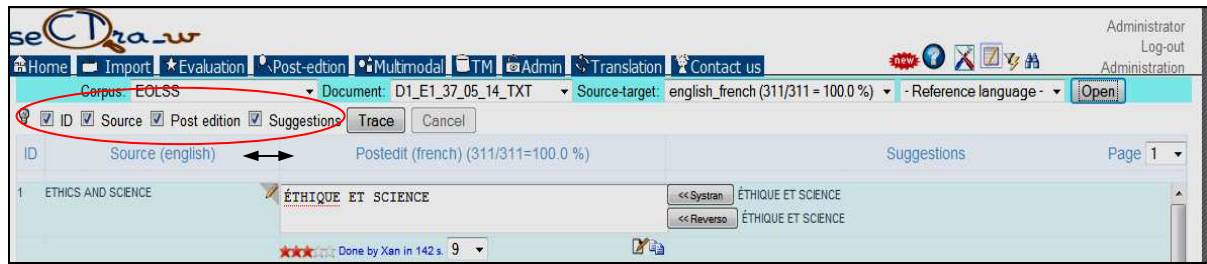 seCTra_w
Administrator
Log-out
Administration
Home Import Evaluation Post-edtion Multimodal TM Admin Translation Contact us new
Corpus: EOLSS Document: D1_E1_37_05_14_TXT Source-target: english_french (311/311 = 100.0 %) - Reference language - Open
ID Source Post edition Suggestions Trace Cancel
ID Source (english) Postedit (french) (311/311=100.0 %) Suggestions Page 1
1 ETHICS AND SCIENCE ÉTHIQUE ET SCIENCE << Systran ÉTHIQUE ET SCIENCE
<< Reverso ÉTHIQUE ET SCIENCE
Done by Xan in 142 s. 9